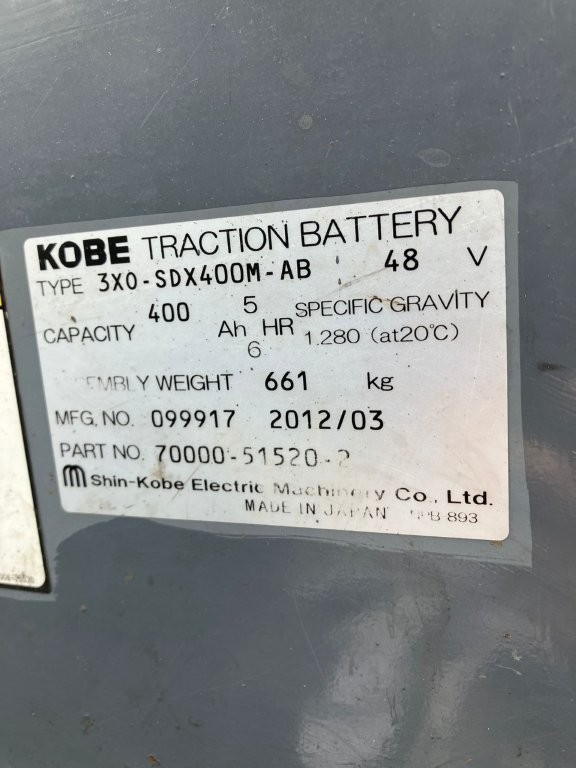 KOBE TRACTION BATTERY
TYPE 3X0-SDX400M-AB 48 V
CAPACITY 400 Ah 5 HR 6 SPECIFIC GRAVITY
1.280 (at20℃)
WEIGHT 661 kg
MFG. NO. 099917 2012/03
PART NO. 70000-51520-2
Shin-Kobe Electric Machinery Co., Ltd.
MADE IN JAPAN